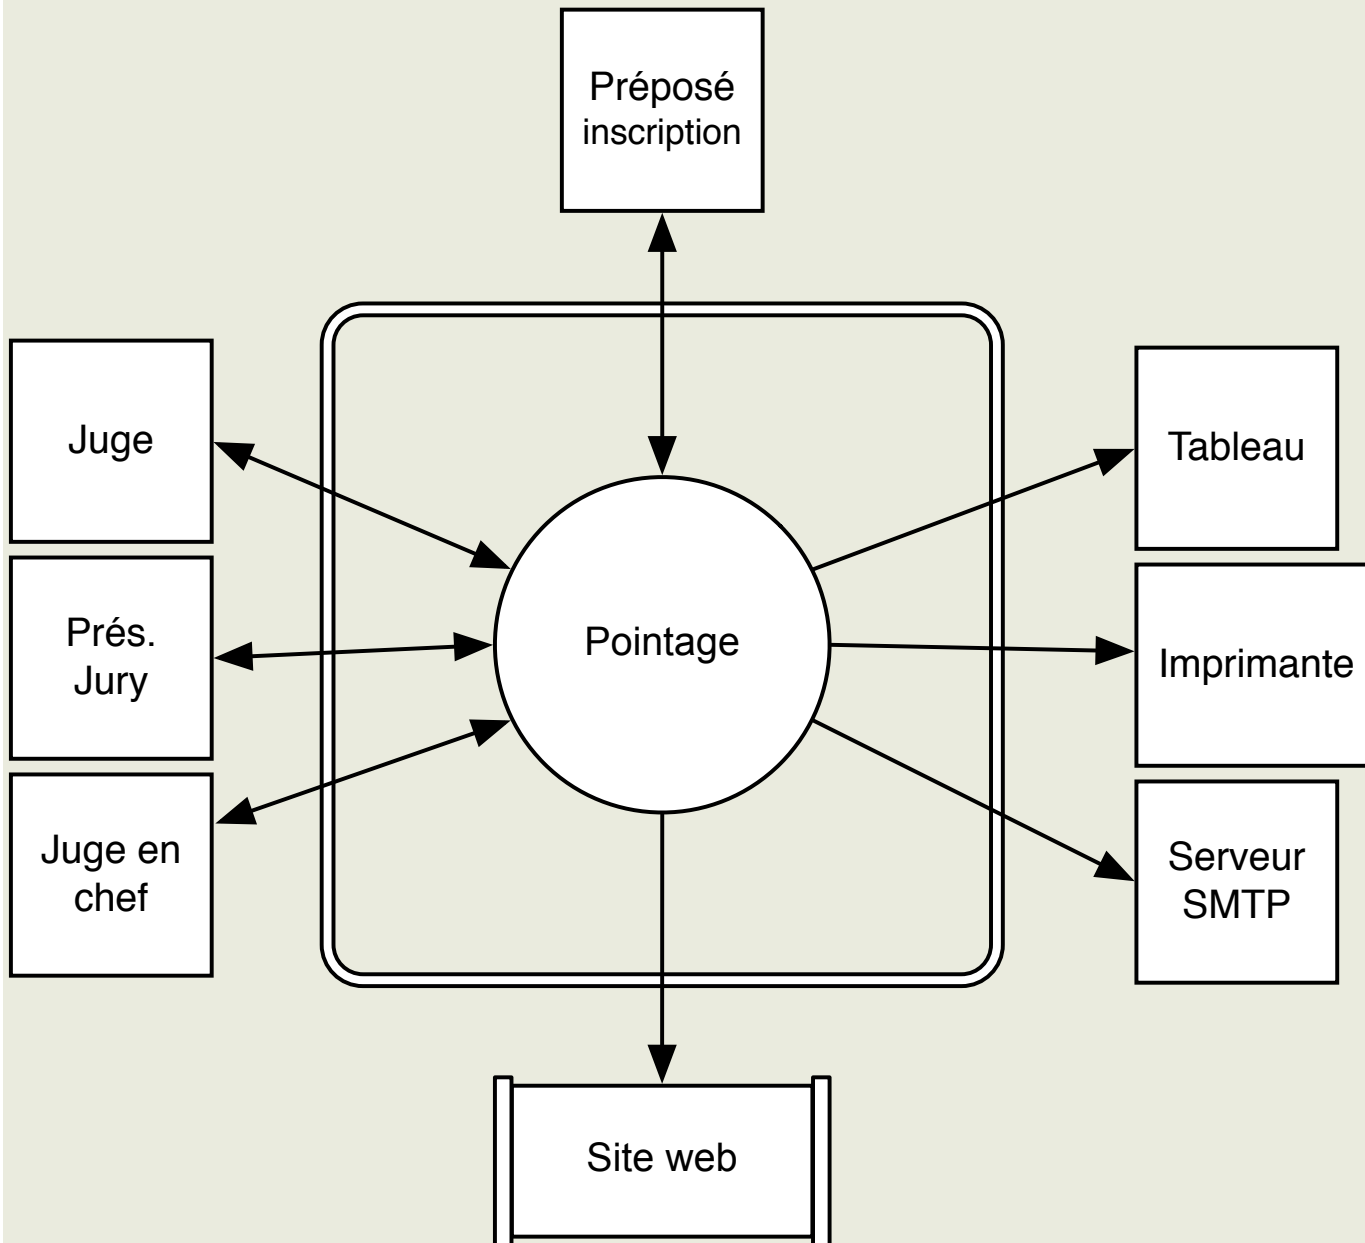 Préposé
inscription
Juge
Tableau
Prés.
Jury
Pointage
Imprimante
Juge en
chef
Serveur
SMTP
Site web